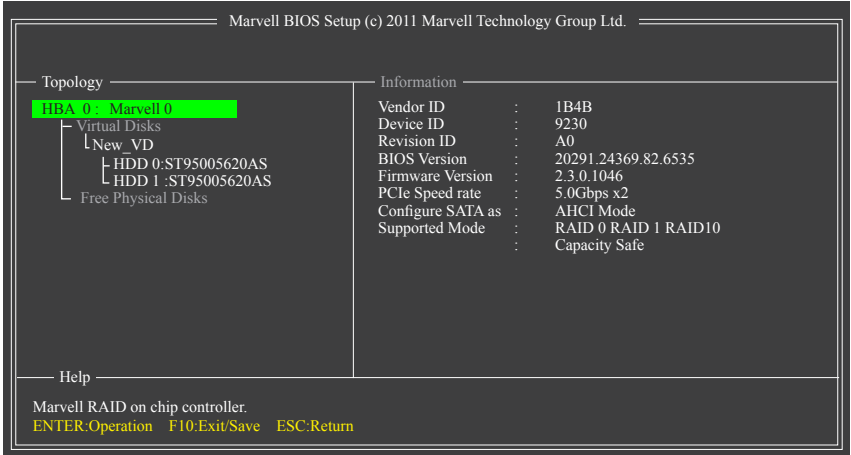 Marvell BIOS Setup (c) 2011 Marvell Technology Group Ltd.
Topology
HBA 0 : Marvell 0
Virtual Disks
New_VD
HDD 0:ST95005620AS
HDD 1 :ST95005620AS
Free Physical Disks
Information
Vendor ID : 1B4B
Device ID : 9230
Revision ID : A0
BIOS Version : 20291.24369.82.6535
Firmware Version : 2.3.0.1046
PCIe Speed rate : 5.0Gbps x2
Configure SATA as : AHCI Mode
Supported Mode : RAID 0 RAID 1 RAID10
: Capacity Safe
Help
Marvell RAID on chip controller.
ENTER:Operation F10:Exit/Save ESC:Return